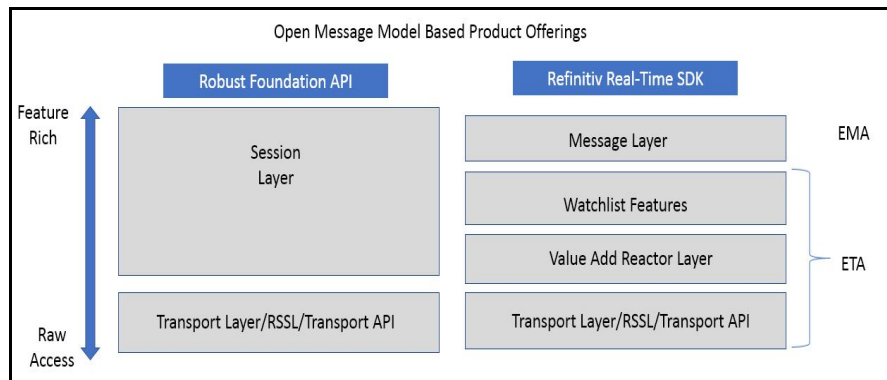 Open Message Model Based Product Offerings
Robust Foundation API
Refinitiv Real-Time SDK
Feature
Rich
Session
Layer
Message Layer
EMA
Watchlist Features
Value Add Reactor Layer
ETA
Transport Layer/RSSL/Transport API
Transport Layer/RSSL/Transport API
Raw
Access